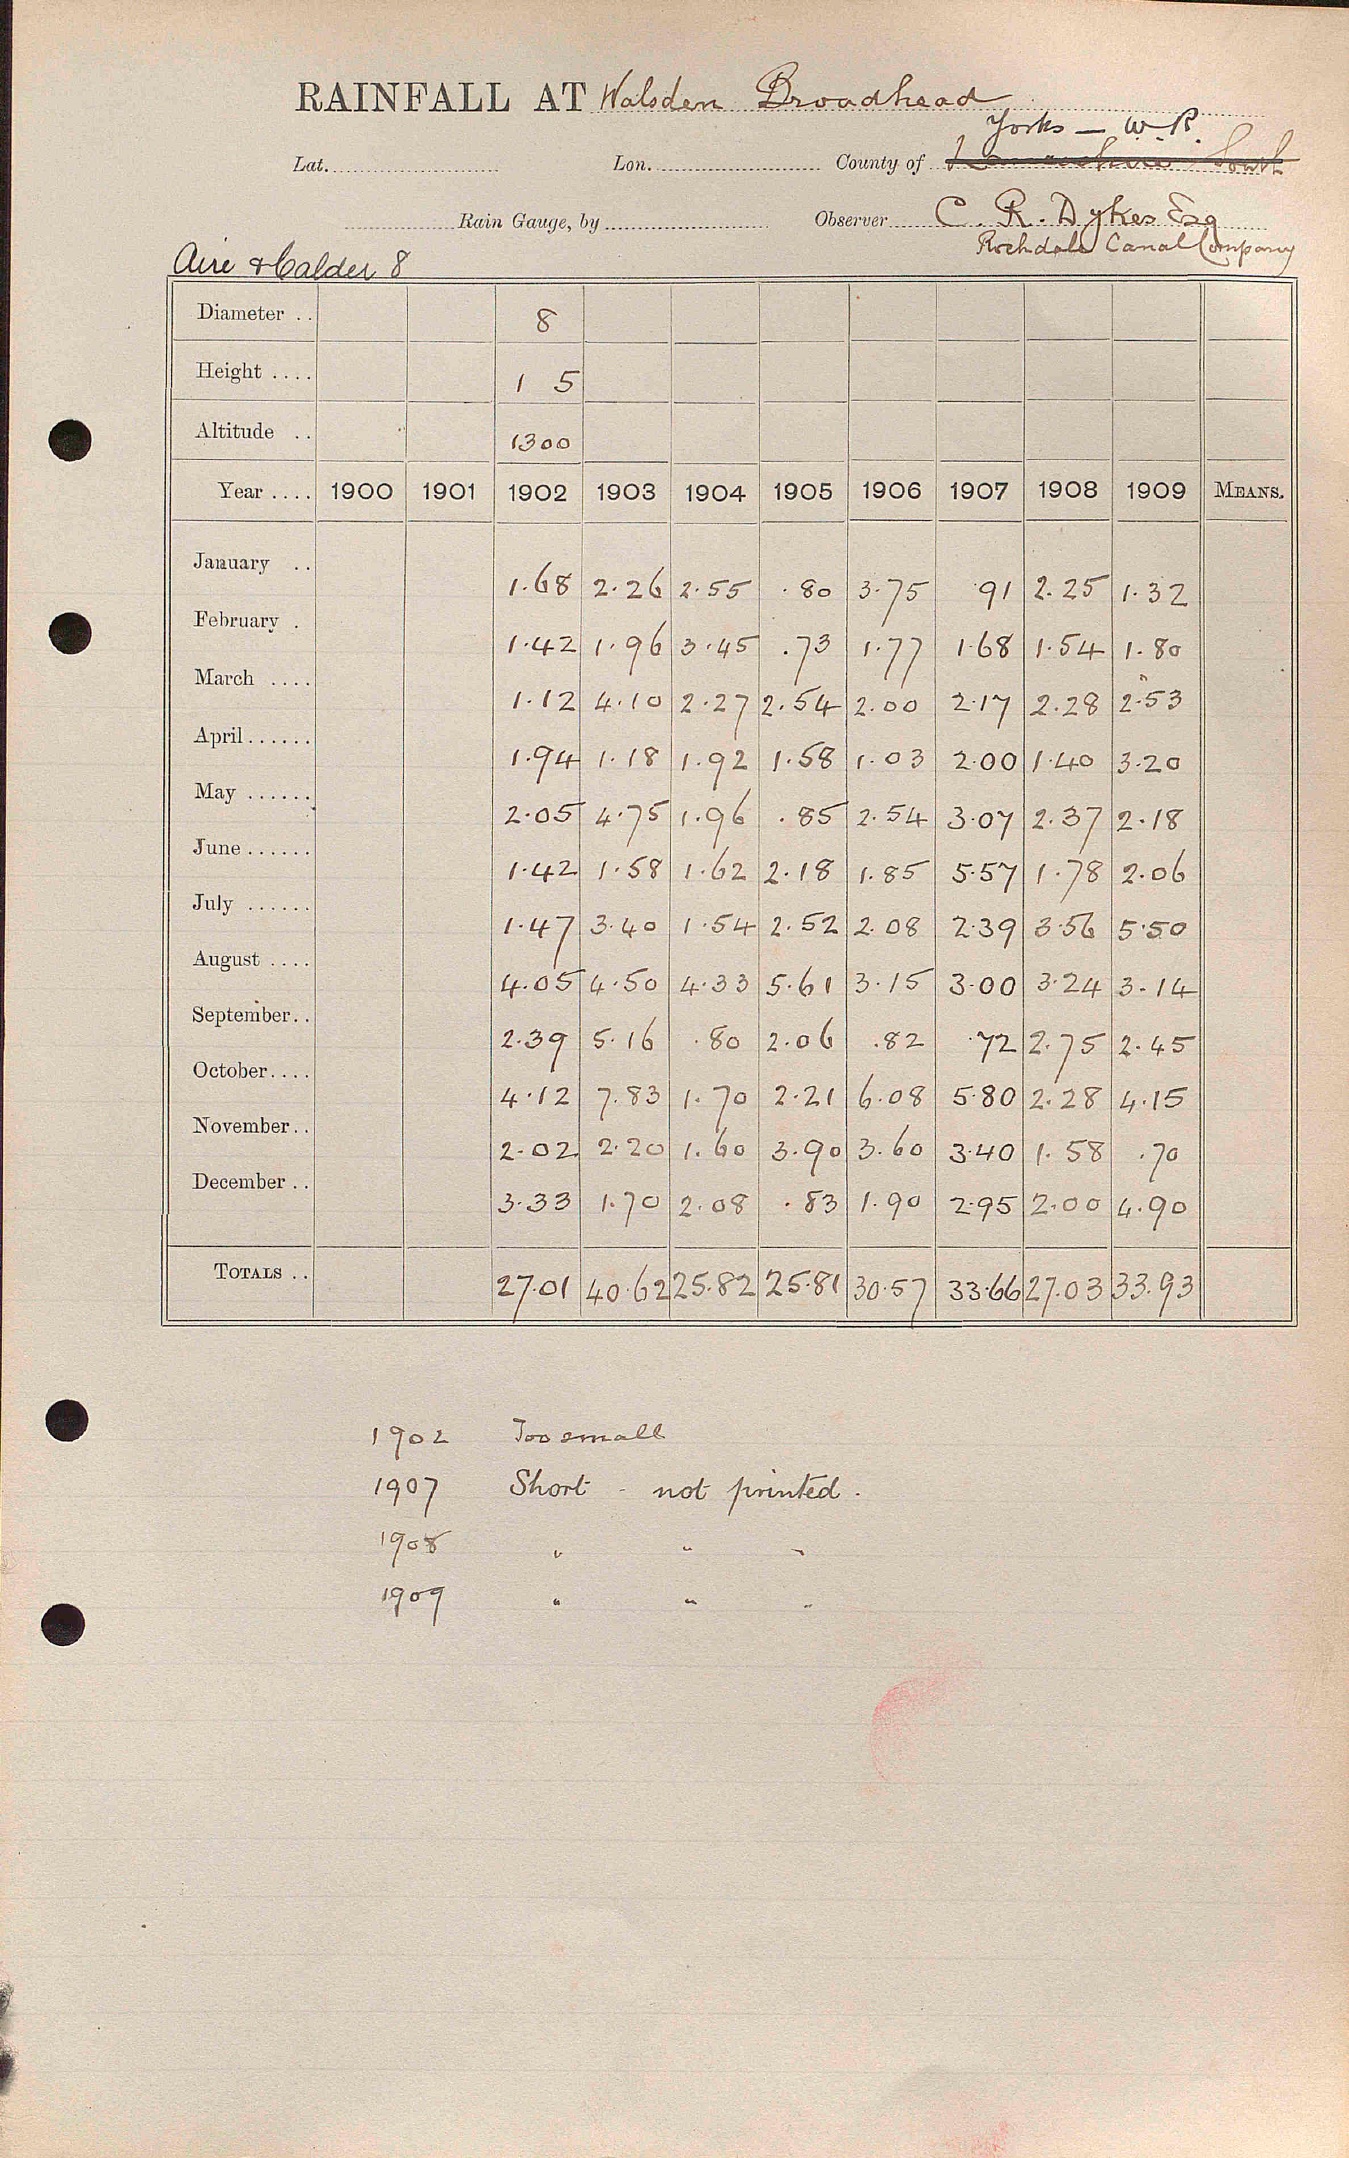 RAINFALL AT Walsden Broadhead
Yorks – W.R.
Lat. Lon. County of Lancashire South
Rain Gauge, by Observer C. R. Dykes Esq
Rochdale Canal Company
Aire & Calder 8
Diameter .. 8
Height .... 1 5
Altitude .. 1300
Year .... 1900 1901 1902 1903 1904 1905 1906 1907 1908 1909 MEANS.
January .. 1.68 2.26 2.55 .80 3.75 .91 2.25 1.32
February . 1.42 1.96 3.45 .73 1.77 1.68 1.54 1.80
March .... 1.12 4.10 2.27 2.54 2.00 2.17 2.28 2.53
April...... 1.94 1.18 1.92 1.58 1.03 2.00 1.40 3.20
May ...... 2.05 4.75 1.96 .85 2.54 3.07 2.37 2.18
June ...... 1.42 1.58 1.62 2.18 1.85 5.57 1.78 2.06
July ...... 1.47 3.40 1.54 2.52 2.08 2.39 3.56 5.50
August .... 4.05 4.50 4.33 5.61 3.15 3.00 3.24 3.14
September.. 2.39 5.16 .80 2.06 .82 .72 2.75 2.45
October.... 4.12 7.83 1.70 2.21 6.08 5.80 2.28 4.15
November.. 2.02 2.20 1.60 3.90 3.60 3.40 1.58 .70
December .. 3.33 1.70 2.08 .83 1.90 2.95 2.00 4.90
TOTALS .. 27.01 40.62 25.82 25.81 30.57 33.66 27.03 33.93
1902 Too small
1907 Short - not printed.
1908 " " "
1909 " " "